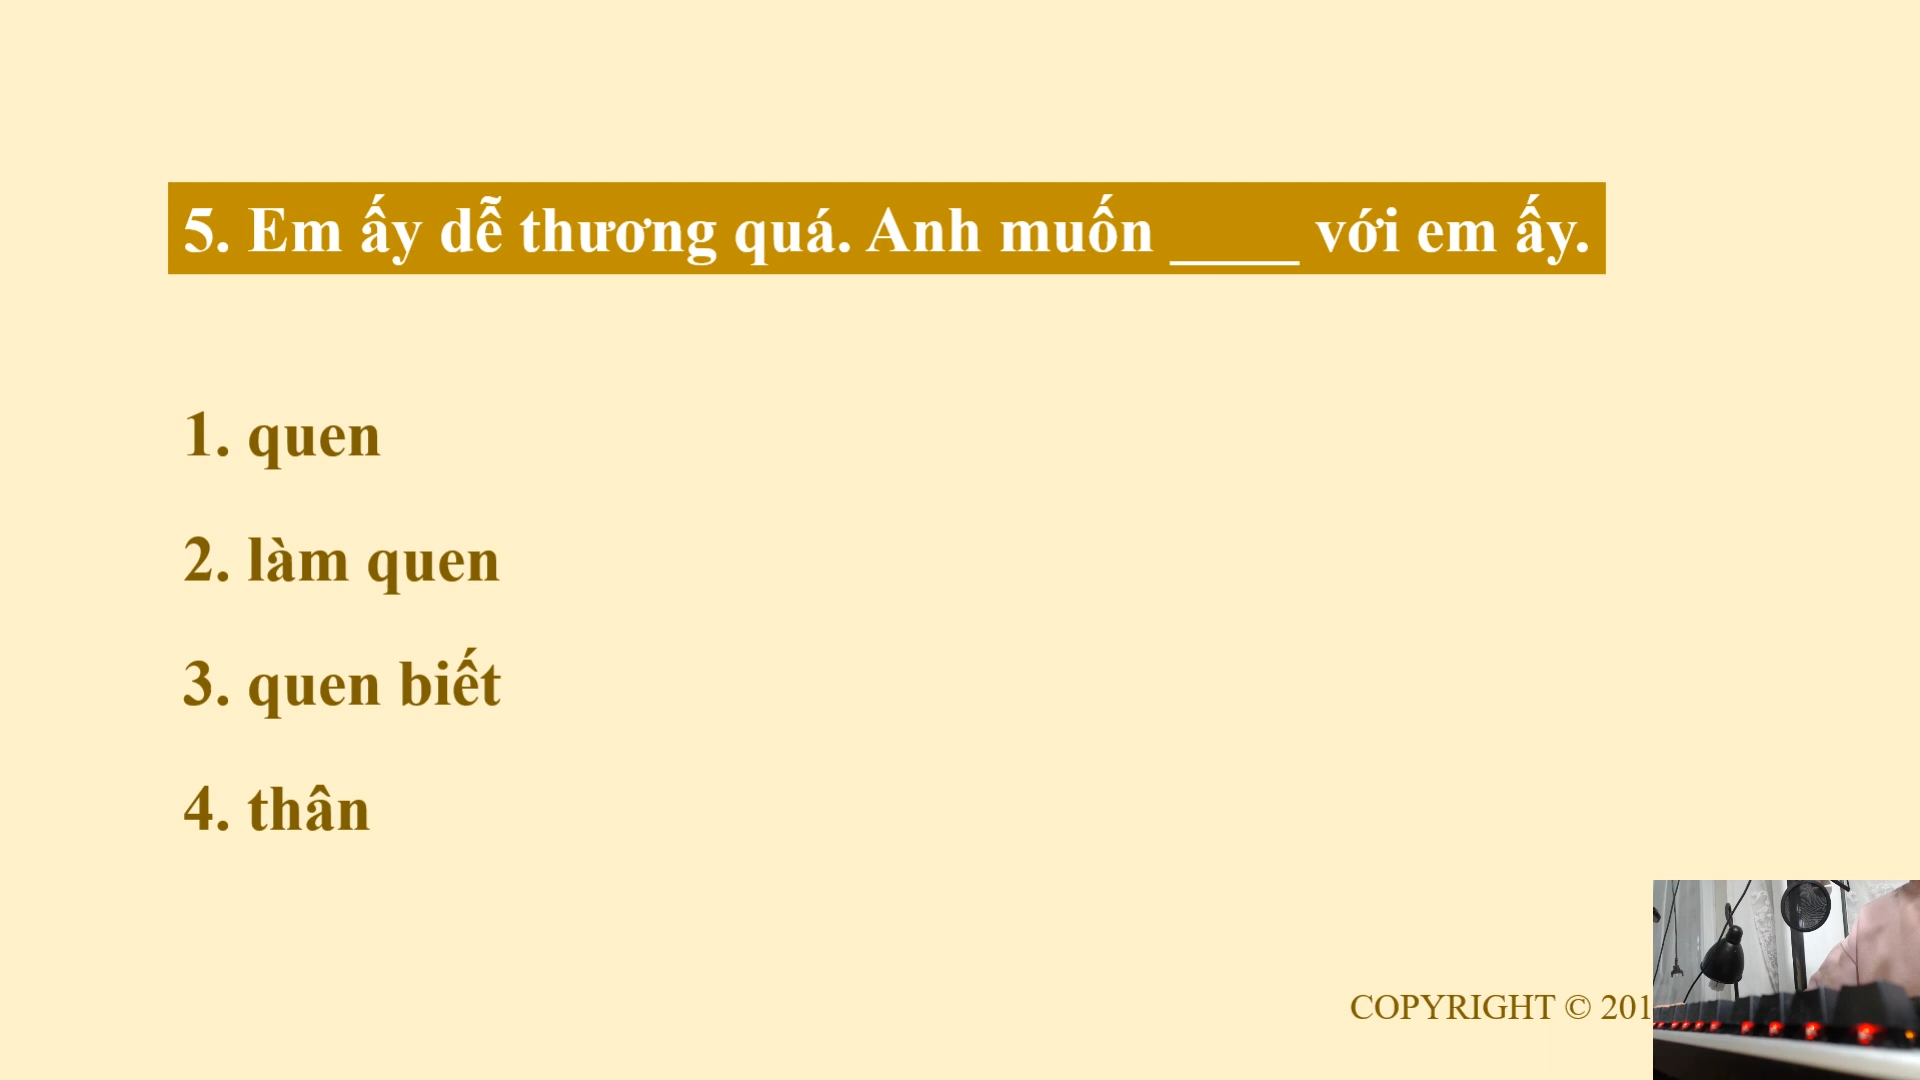 5. Em ấy dễ thương quá. Anh muốn ____ với em ấy.
1. quen
2. làm quen
3. quen biết
4. thân
COPYRIGHT © 201